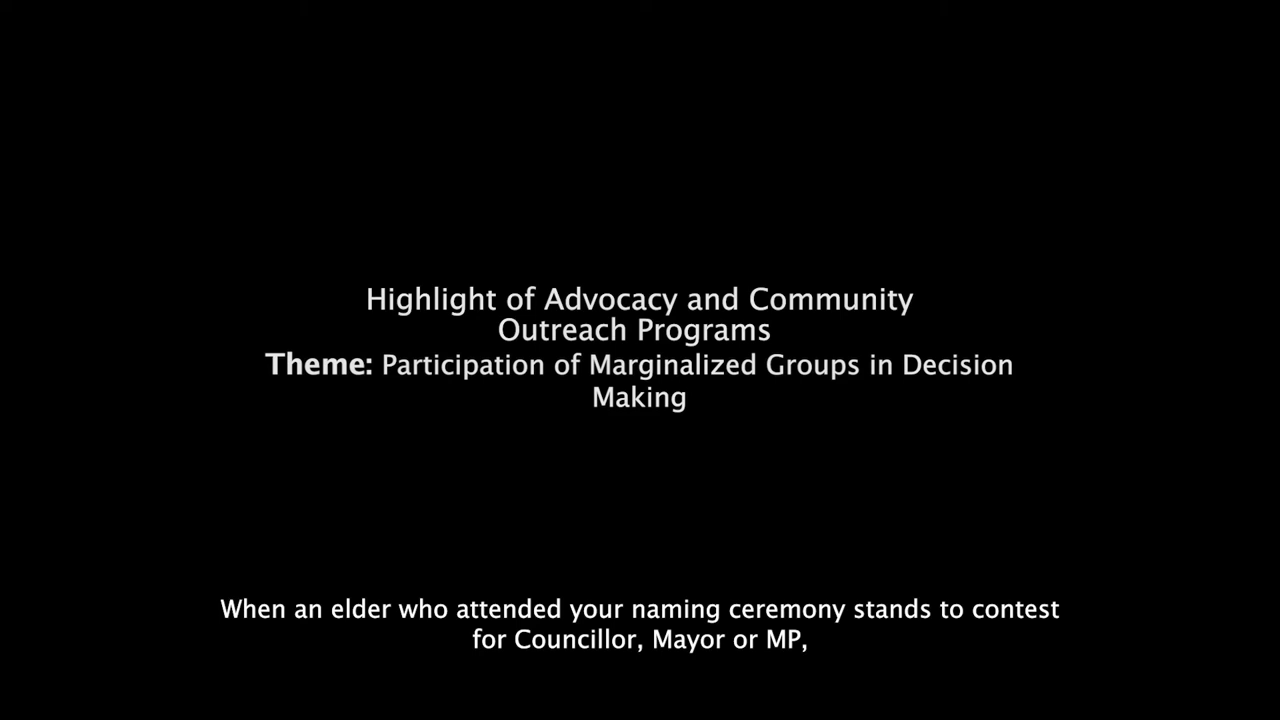 Highlight of Advocacy and Community
Outreach Programs
Theme: Participation of Marginalized Groups in Decision
Making
When an elder who attended your naming ceremony stands to contest
for Councillor, Mayor or MP,